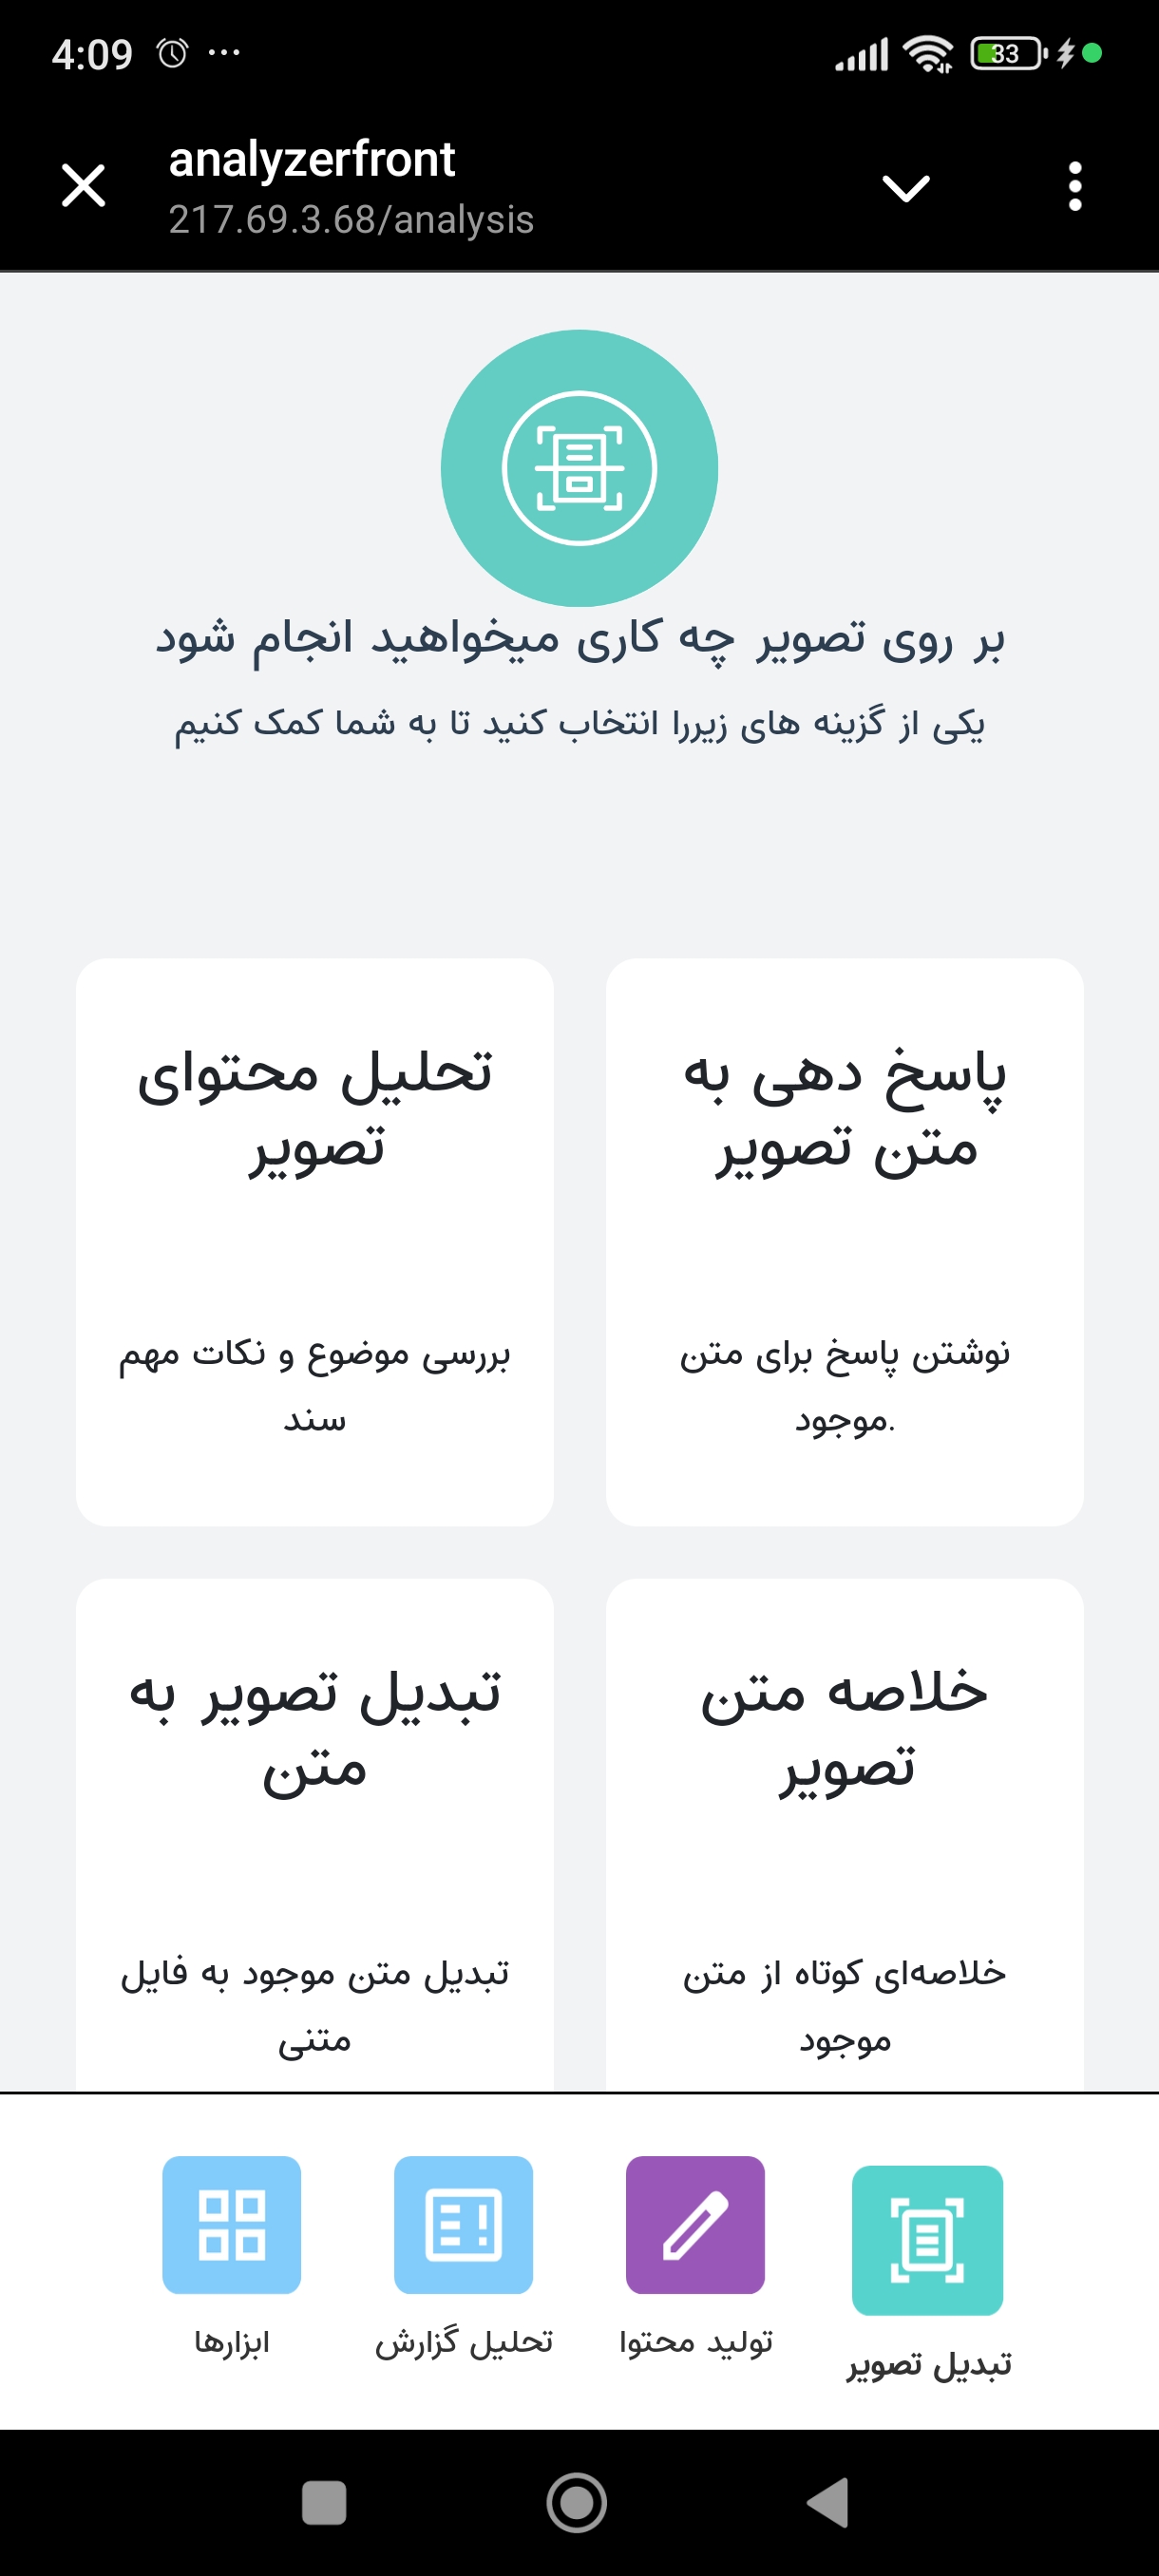 4:09
33
analyzerfront
217.69.3.68/analysis
بر روی تصویر چه کاری میخواهید انجام شود
یکی از گزینه های زیررا انتخاب کنید تا به شما کمک کنیم
پاسخ دهی به
متن تصویر
نوشتن پاسخ برای متن
.موجود
تحلیل محتوای
تصویر
بررسی موضوع و نکات مهم
سند
خلاصه متن
تصویر
خلاصه‌ای کوتاه از متن
موجود
تبدیل تصویر به
متن
تبدیل متن موجود به فایل
متنی
تبدیل تصویر
تولید محتوا
تحلیل گزارش
ابزارها